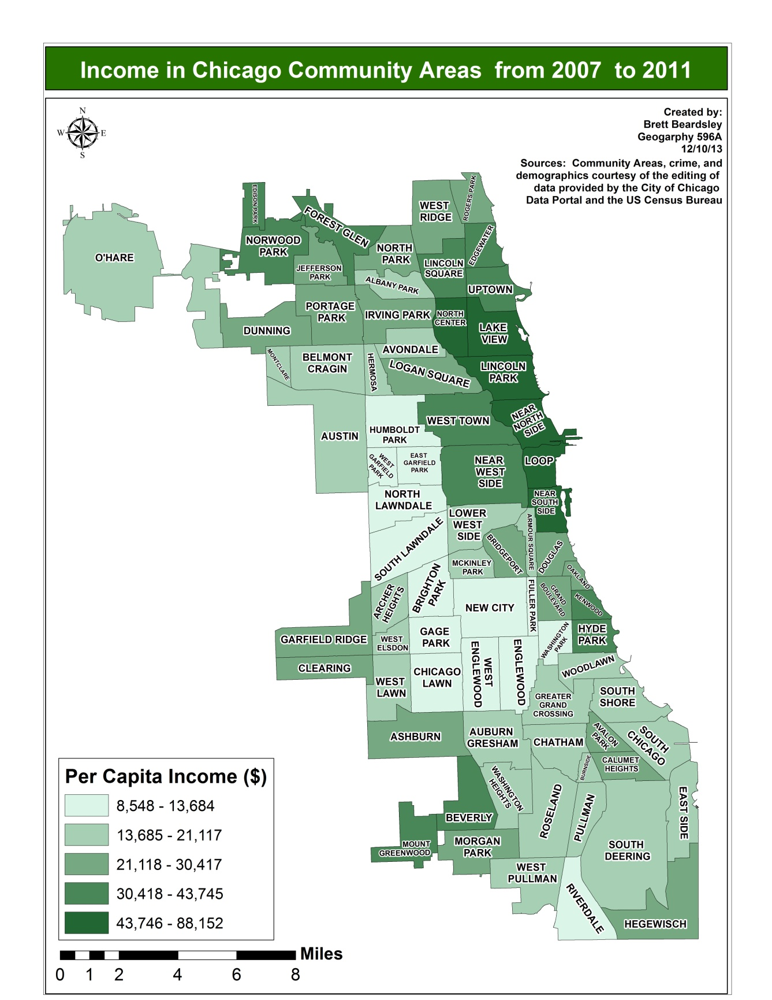 Income in Chicago Community Areas  from 2007  to 2011
N
W
E
S
Created by:
Brett Beardsley
Geogarphy 596A
12/10/13
Sources:  Community Areas, crime, and
demographics courtesy of the editing of
data provided by the City of Chicago
Data Portal and the US Census Bureau
EDISON PARK
ROGERS PARK
WEST
RIDGE
FOREST GLEN
NORWOOD
PARK
EDGEWATER
O'HARE
NORTH
PARK
JEFFERSON
PARK
LINCOLN
SQUARE
ALBANY PARK
UPTOWN
PORTAGE
PARK
IRVING PARK
NORTH
CENTER
LAKE
VIEW
DUNNING
AVONDALE
MONTCLARE
BELMONT
CRAGIN
HERMOSA
LOGAN SQUARE
LINCOLN
PARK
NEAR
NORTH
SIDE
WEST TOWN
AUSTIN
HUMBOLDT
PARK
WEST
GARFIELD
PARK
EAST
GARFIELD
PARK
NEAR
WEST
SIDE
LOOP
NORTH
LAWNDALE
NEAR
SOUTH
SIDE
LOWER
WEST
SIDE
ARMOUR SQUARE
SOUTH LAWNDALE
BRIDGEPORT
DOUGLAS
MCKINLEY
PARK
OAKLAND
BRIGHTON
PARK
ARCHER
HEIGHTS
FULLER PARK
GRAND
BOULEVARD
KENWOOD
NEW CITY
GARFIELD RIDGE
WEST
ELSDON
GAGE
PARK
WASHINGTON
PARK
HYDE
PARK
CLEARING
WEST
LAWN
CHICAGO
LAWN
WEST
ENGLEWOOD
ENGLEWOOD
WOODLAWN
GREATER
GRAND
CROSSING
SOUTH
SHORE
ASHBURN
AUBURN
GRESHAM
CHATHAM
AVALON
PARK
SOUTH
CHICAGO
BURNSIDE
CALUMET
HEIGHTS
WASHINGTON
HEIGHTS
ROSELAND
PULLMAN
EAST SIDE
BEVERLY
MOUNT
GREENWOOD
MORGAN
PARK
SOUTH
DEERING
WEST
PULLMAN
RIVERDALE
HEGEWISCH
Per Capita Income ($)
8,548 - 13,684
13,685 - 21,117
21,118 - 30,417
30,418 - 43,745
43,746 - 88,152
Miles
0 1 2 4 6 8